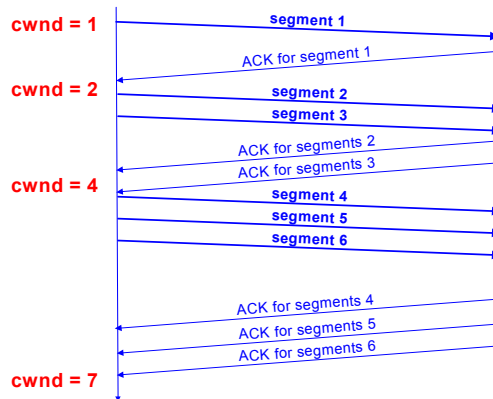 cwnd = 1
segment 1
ACK for segment 1
cwnd = 2
segment 2
segment 3
ACK for segments 2
ACK for segments 3
cwnd = 4
segment 4
segment 5
segment 6
ACK for segments 4
ACK for segments 5
ACK for segments 6
cwnd = 7